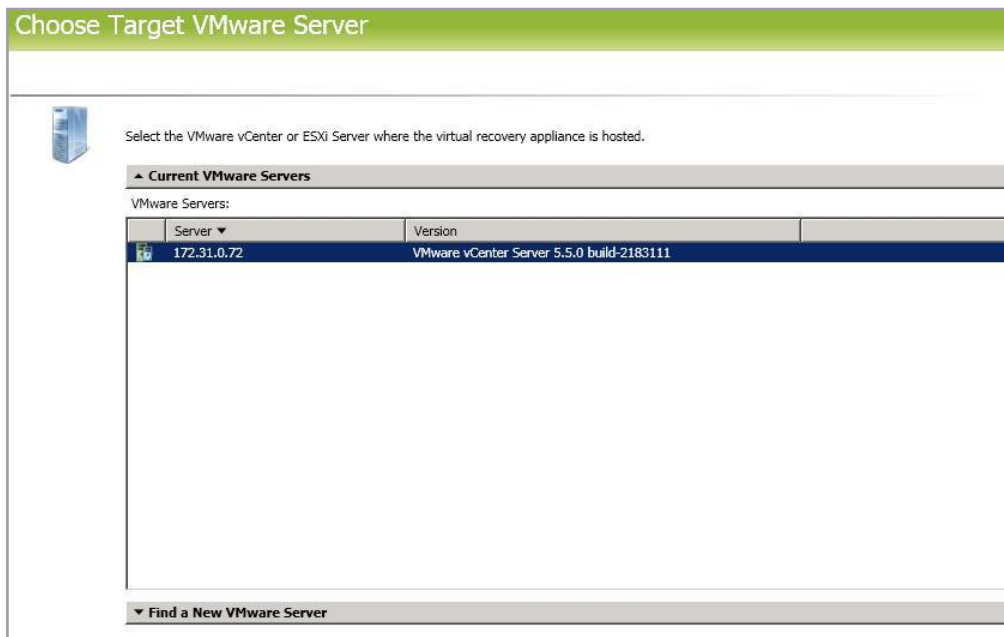 Choose Target VMware Server
Select the VMware vCenter or ESXi Server where the virtual recovery appliance is hosted.
Current VMware Servers
VMware Servers:
Server Version
172.31.0.72 VMware vCenter Server 5.5.0 build-2183111
Find a New VMware Server